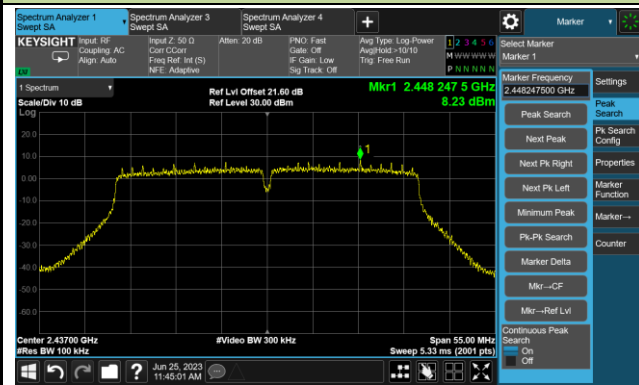 Spectrum Analyzer 1
Swept SA
Spectrum Analyzer 3
Swept SA
Spectrum Analyzer 4
Swept SA
Marker
KEYSIGHT
Input: RF
Coupling: AC
Align: Auto
Input Z: 50 Ω
Corr CCorr
Freq Ref: Int (S)
NFE: Adaptive
Atten: 20 dB
PNO: Fast
Gate: Off
IF Gain: Low
Sig Track: Off
Avg Type: Log-Power
Avg|Hold:>10/10
Trig: Free Run
1 2 3 4 5 6
M W W W W W
P N N N N N
Select Marker
Marker 1
1 Spectrum
Scale/Div 10 dB
Log
Ref Lvl Offset 21.60 dB
Ref Level 30.00 dBm
Mkr1 2.448 247 5 GHz
8.23 dBm
20.0
10.0
0.00
-10.0
-20.0
-30.0
-40.0
-50.0
-60.0
1
Center 2.43700 GHz
#Res BW 100 kHz
#Video BW 300 kHz
Span 55.00 MHz
Sweep 5.33 ms (2001 pts)
Marker Frequency
2.448247500 GHz
Peak Search
Next Peak
Next Pk Right
Next Pk Left
Minimum Peak
Pk-Pk Search
Marker Delta
Mkr→CF
Mkr→Ref Lvl
Continuous Peak
Search
On
Off
Settings
Peak
Search
Pk Search
Config
Properties
Marker
Function
Marker→
Counter
Jun 25, 2023
11:45:01 AM